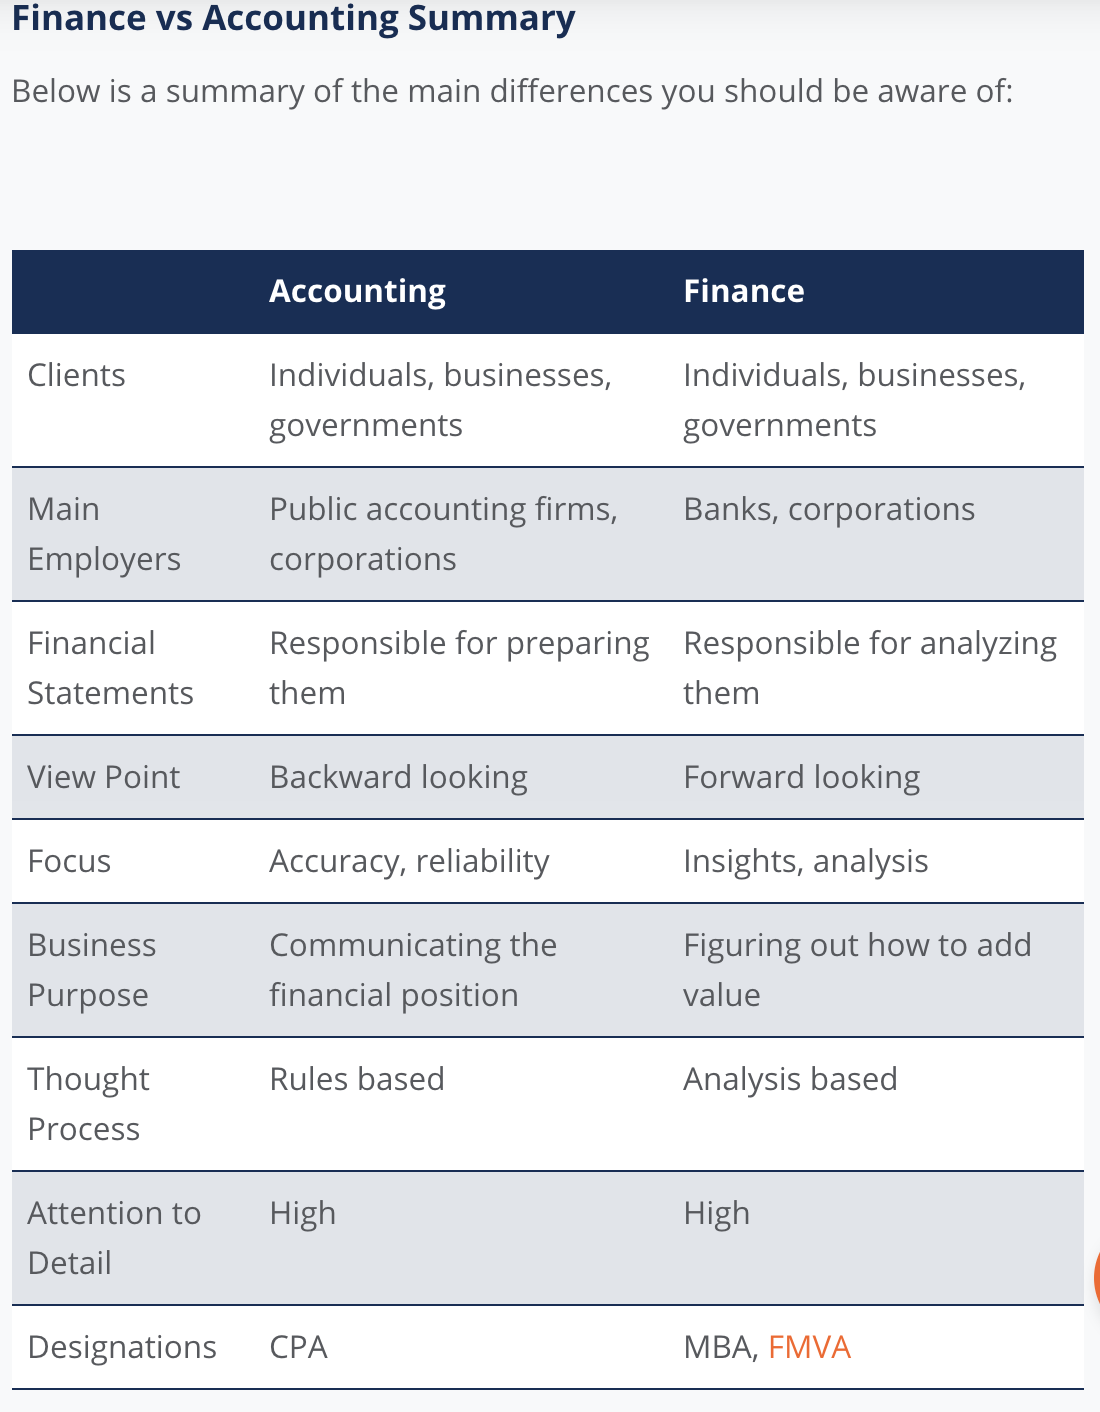 Finance vs Accounting Summary
Below is a summary of the main differences you should be aware of:
Accounting Finance
Clients Individuals, businesses, Individuals, businesses,
governments governments
Main Public accounting firms, Banks, corporations
Employers corporations
Financial Responsible for preparing Responsible for analyzing
Statements them them
View Point Backward looking Forward looking
Focus Accuracy, reliability Insights, analysis
Business Communicating the Figuring out how to add
Purpose financial position value
Thought Rules based Analysis based
Process
Attention to High High
Detail
Designations CPA MBA, FMVA